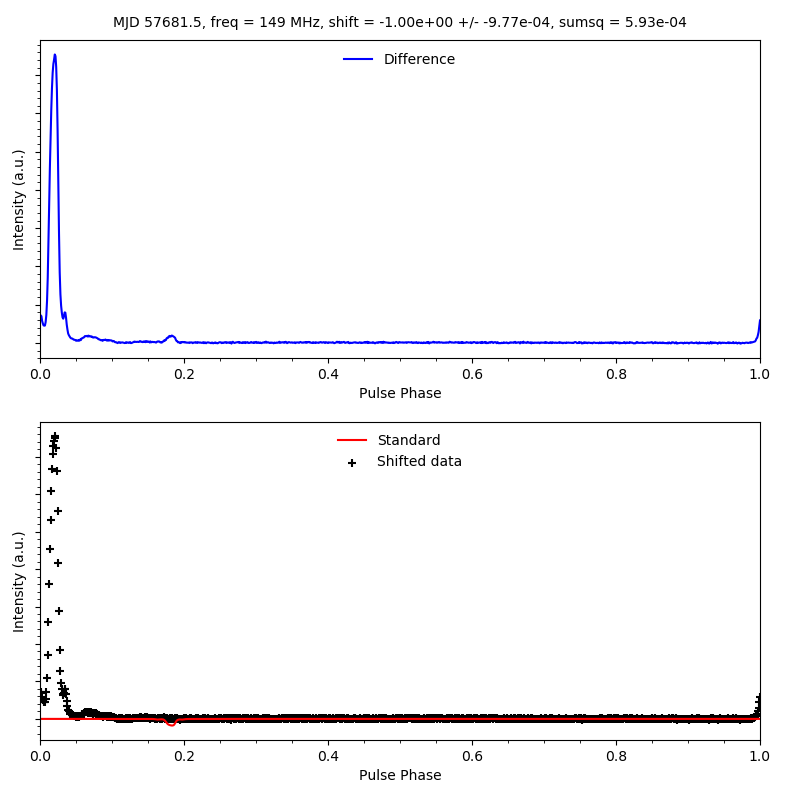 MJD 57681.5, freq = 149 MHz, shift = -1.00e+00 +/- -9.77e-04, sumsq = 5.93e-04
Difference
Intensity (a.u.)
0.0 0.2 0.4 0.6 0.8 1.0
Pulse Phase
Standard
Shifted data
Intensity (a.u.)
0.0 0.2 0.4 0.6 0.8 1.0
Pulse Phase